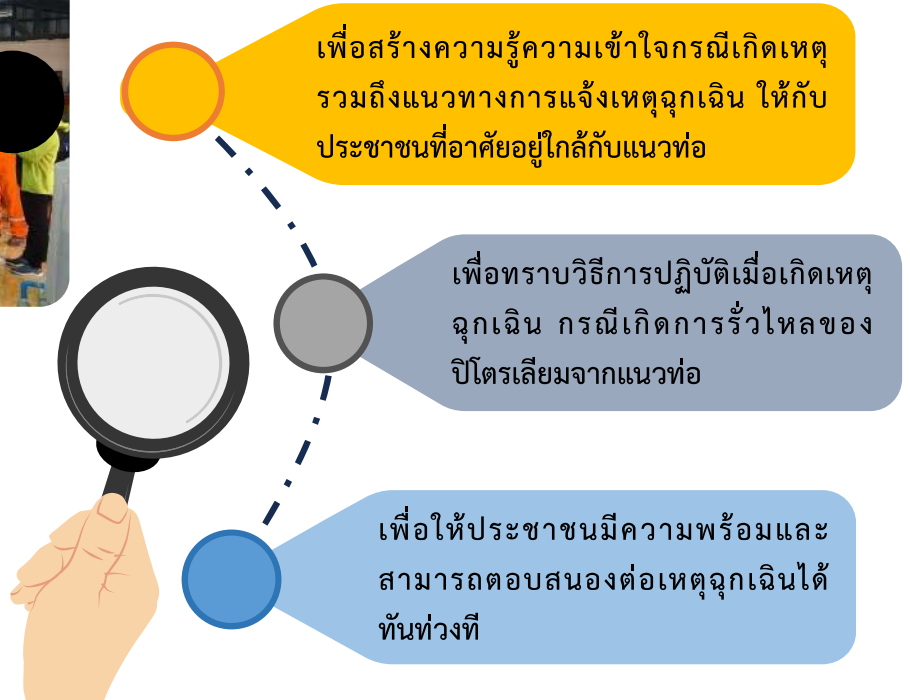 เพื่อสร้างความรู้ความเข้าใจกรณีเกิดเหตุ
รวมถึงแนวทางการแจ้งเหตุฉุกเฉิน ให้กับ
ประชาชนที่อาศัยอยู่ใกล้กับแนวท่อ
เพื่อทราบวิธีการปฏิบัติเมื่อเกิดเหตุ
ฉุกเฉิน กรณีเกิดการรั่วไหลของ
ปิโตรเลียมจากแนวท่อ
เพื่อให้ประชาชนมีความพร้อมและ
สามารถตอบสนองต่อเหตุฉุกเฉินได้
ทันท่วงที